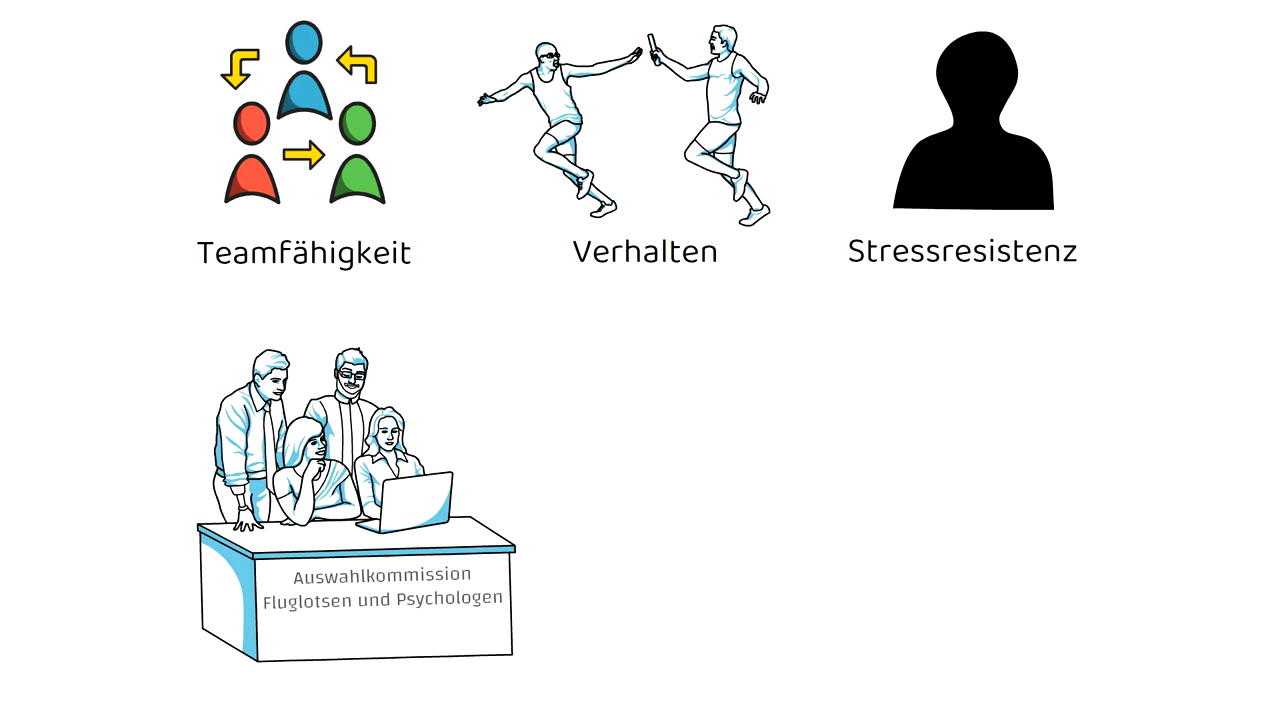 Teamfähigkeit
Verhalten
Stressresistenz
Auswahlkommission
Fluglotsen und Psychologen